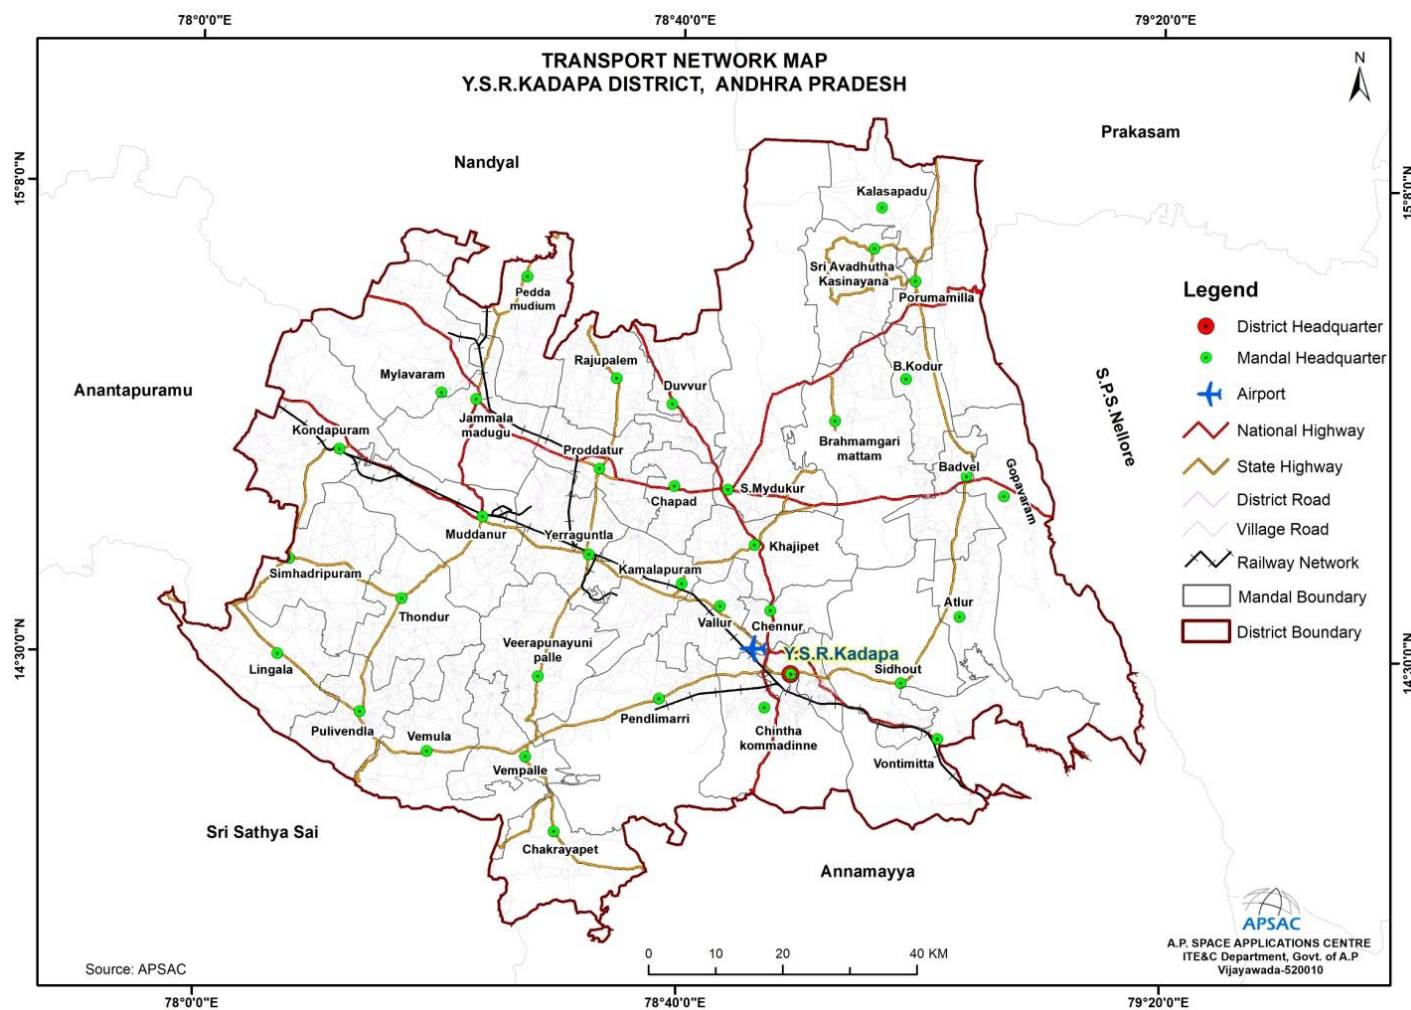 78°0'0"E
78°40'0"E
79°20'0"E
TRANSPORT NETWORK MAP
Y.S.R.KADAPA DISTRICT, ANDHRA PRADESH
N
Prakasam
Nandyal
15°8'0"N
15°8'0"N
Kalasapadu
Sri Avadhutha
Kasinayana
Pedda
mudium
Porumamilla
Legend
District Headquarter
Mandal Headquarter
Airport
National Highway
State Highway
District Road
Village Road
Railway Network
Mandal Boundary
District Boundary
Rajupalem
B.Kodur
Mylavaram
Duvvur
Anantapuramu
S.P.S.Nellore
Jammala
madugu
Kondapuram
Brahmamgari
mattam
Proddatur
Badvel
Gopavaram
S.Mydukur
Chapad
Muddanur
Yerraguntla
Khajipet
Kamalapuram
Simhadripuram
Atlur
Thondur
Vallur
Chennur
Veerapunayuni
palle
Y.S.R.Kadapa
14°30'0"N
14°30'0"N
Lingala
Sidhout
Pendlimarri
Pulivendla
Vemula
Chintha
kommadinne
Vontimitta
Vempalle
Sri Sathya Sai
Chakrayapet
Annamayya
APSAC
A.P. SPACE APPLICATIONS CENTRE
ITE&C Department, Govt. of A.P
Vijayawada-520010
0 10 20 40 KM
Source: APSAC
78°0'0"E
78°40'0"E
79°20'0"E